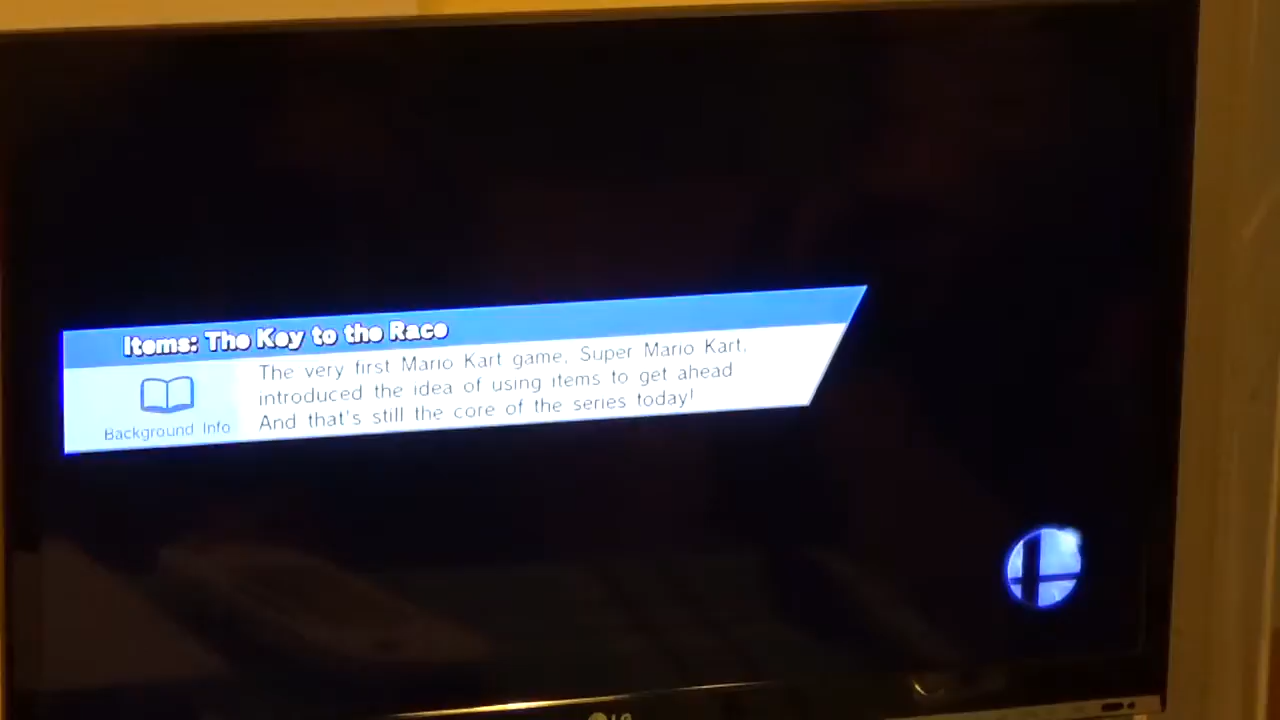 Items: The Key to the Race
The very first Mario Kart game, Super Mario Kart,
introduced the idea of using items to get ahead
And that's still the core of the series today!
Background Info
LG